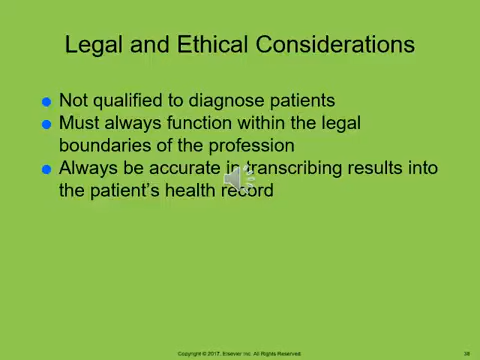 Legal and Ethical Considerations
Not qualified to diagnose patients
Must always function within the legal
boundaries of the profession
Always be accurate in transcribing results into
the patient's health record
Copyright © 2017, Elsevier Inc. All Rights Reserved.
38